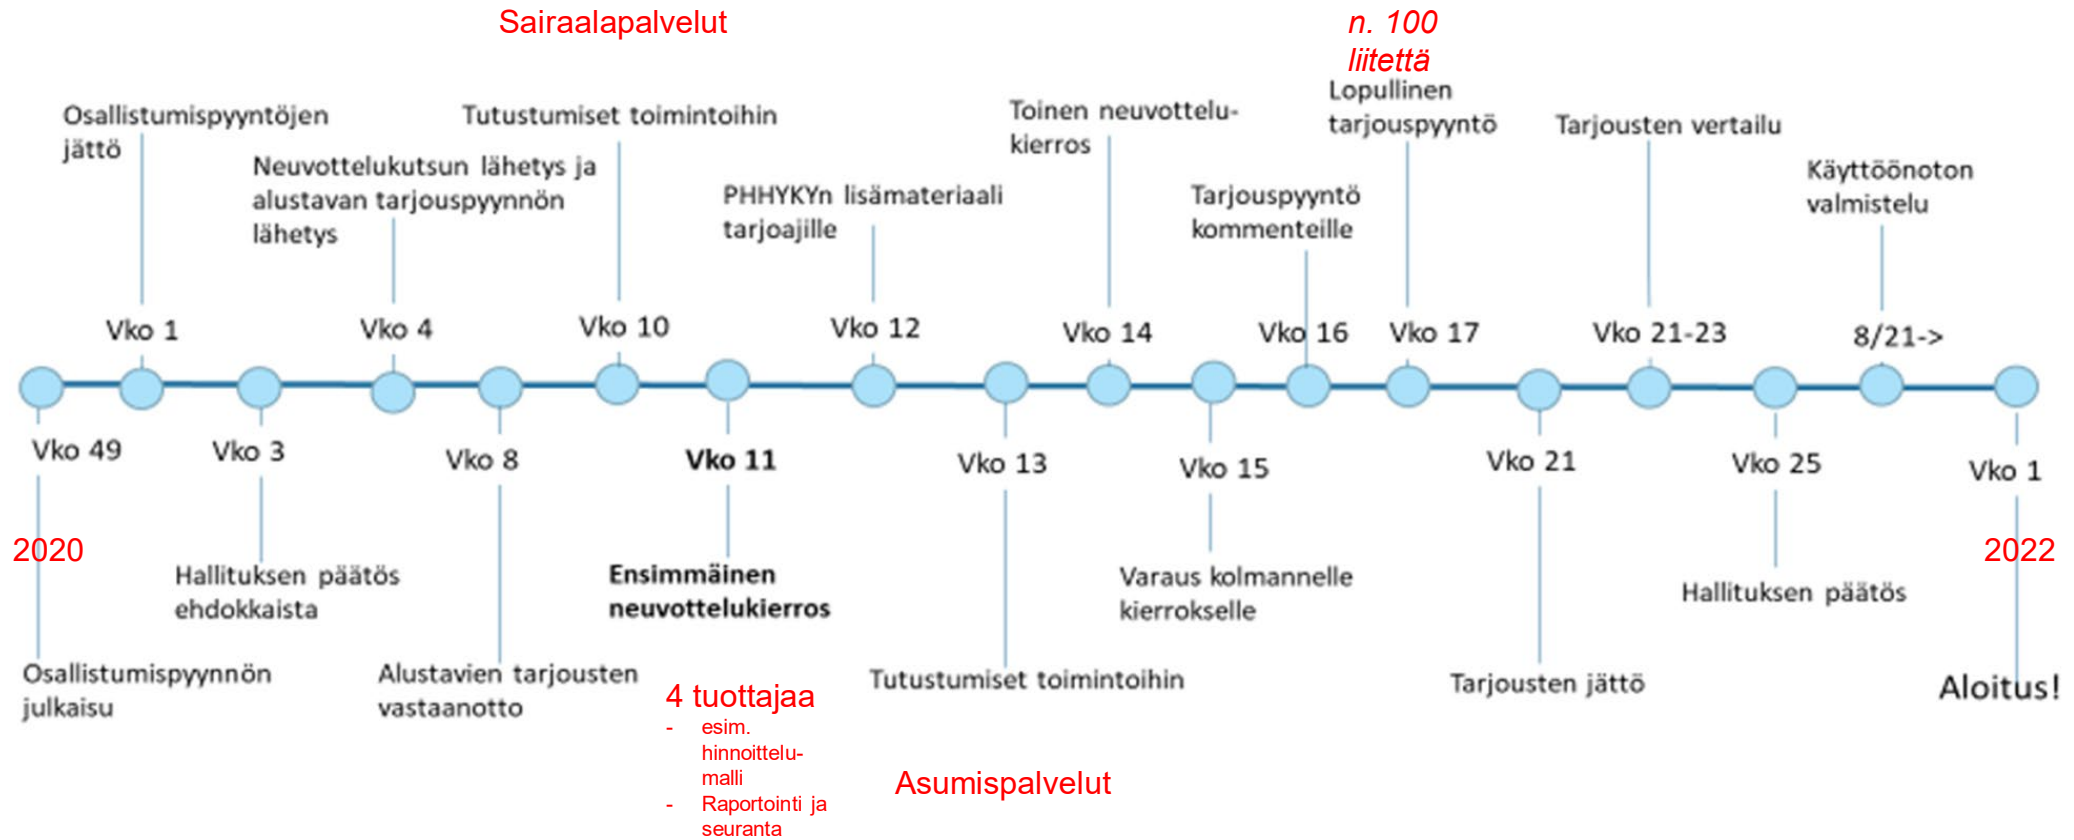 Sairaalapalvelut
n. 100
liitettä
Osallistumispyyntöjen
jättö
Neuvottelukutsun lähetys ja
alustavan tarjouspyynnön
lähetys
Tutustumiset toimintoihin
PHHYKYn lisämateriaali
tarjoajille
Toinen neuvottelu-
kierros
Tarjouspyyntö
kommenteille
Lopullinen
tarjouspyyntö
Tarjousten vertailu
Käyttöönoton
valmistelu
Vko 1
Vko 4
Vko 10
Vko 12
Vko 14
Vko 16
Vko 17
Vko 21-23
8/21->
Vko 49
Vko 3
Vko 8
Vko 11
Vko 13
Vko 15
Vko 21
Vko 25
Vko 1
2020
2022
Osallistumispyynnön
julkaisu
Hallituksen päätös
ehdokkaista
Alustavien tarjousten
vastaanotto
Ensimmäinen
neuvottelukierros
Tutustumiset toimintoihin
Varaus kolmannelle
kierrokselle
Tarjousten jättö
Hallituksen päätös
Aloitus!
4 tuottajaa
- esim.
hinnoittelu-
malli
- Raportointi ja
seuranta
Asumispalvelut